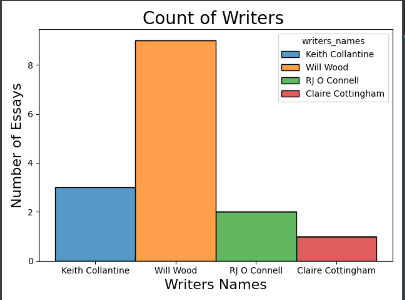 Count of Writers
writers_names
Keith Collantine
Will Wood
RJ O Connell
Claire Cottingham
Number of Essays
8
6
4
2
0
Keith Collantine Will Wood RJ O Connell Claire Cottingham
Writers Names